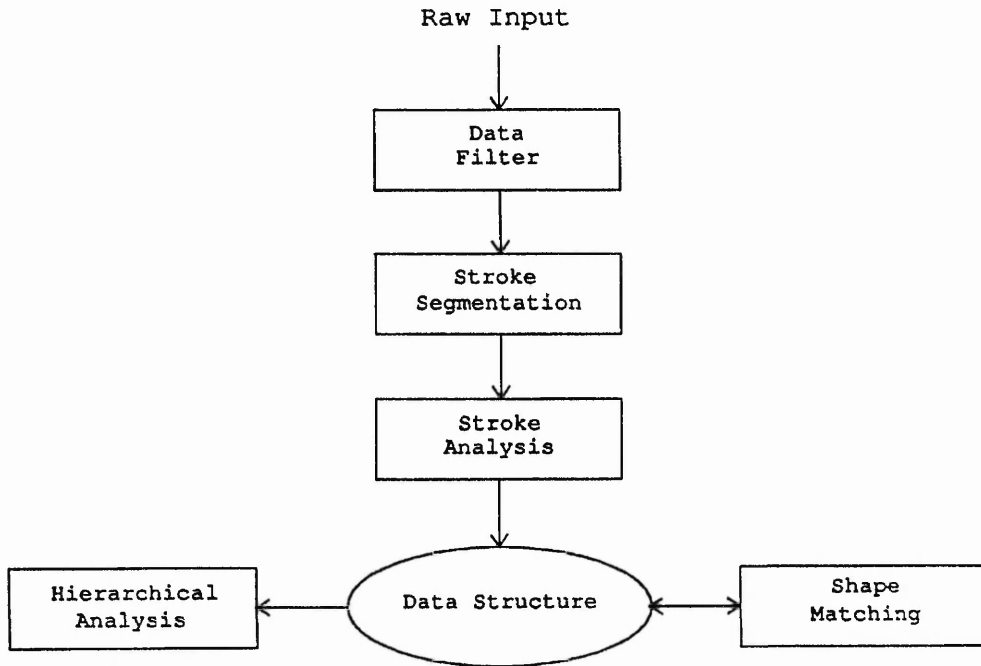 Raw Input
Data
Filter
Stroke
Segmentation
Stroke
Analysis
Hierarchical
Analysis
Data Structure
Shape
Matching